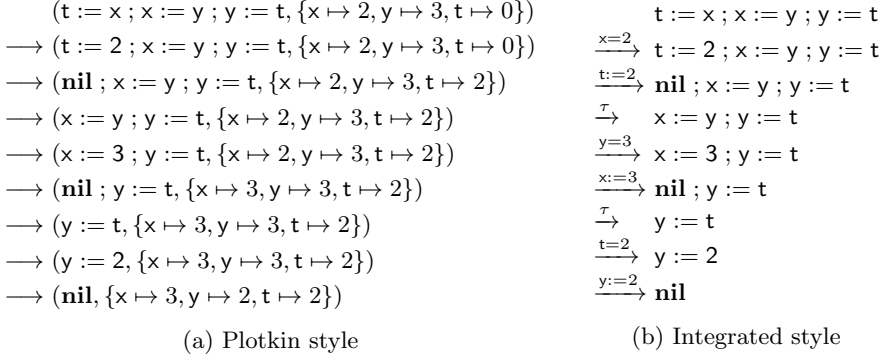 (t := x ; x := y ; y := t, {x ↦ 2, y ↦ 3, t ↦ 0})
⟶ (t := 2 ; x := y ; y := t, {x ↦ 2, y ↦ 3, t ↦ 0})
⟶ (nil ; x := y ; y := t, {x ↦ 2, y ↦ 3, t ↦ 2})
⟶ (x := y ; y := t, {x ↦ 2, y ↦ 3, t ↦ 2})
⟶ (x := 3 ; y := t, {x ↦ 2, y ↦ 3, t ↦ 2})
⟶ (nil ; y := t, {x ↦ 3, y ↦ 3, t ↦ 2})
⟶ (y := t, {x ↦ 3, y ↦ 3, t ↦ 2})
⟶ (y := 2, {x ↦ 3, y ↦ 3, t ↦ 2})
⟶ (nil, {x ↦ 3, y ↦ 2, t ↦ 2})
(a) Plotkin style
t := x ; x := y ; y := t
x=2⟶ t := 2 ; x := y ; y := t
t:=2⟶ nil ; x := y ; y := t
τ⟶ x := y ; y := t
y=3⟶ x := 3 ; y := t
x:=3⟶ nil ; y := t
τ⟶ y := t
t=2⟶ y := 2
y:=2⟶ nil
(b) Integrated style